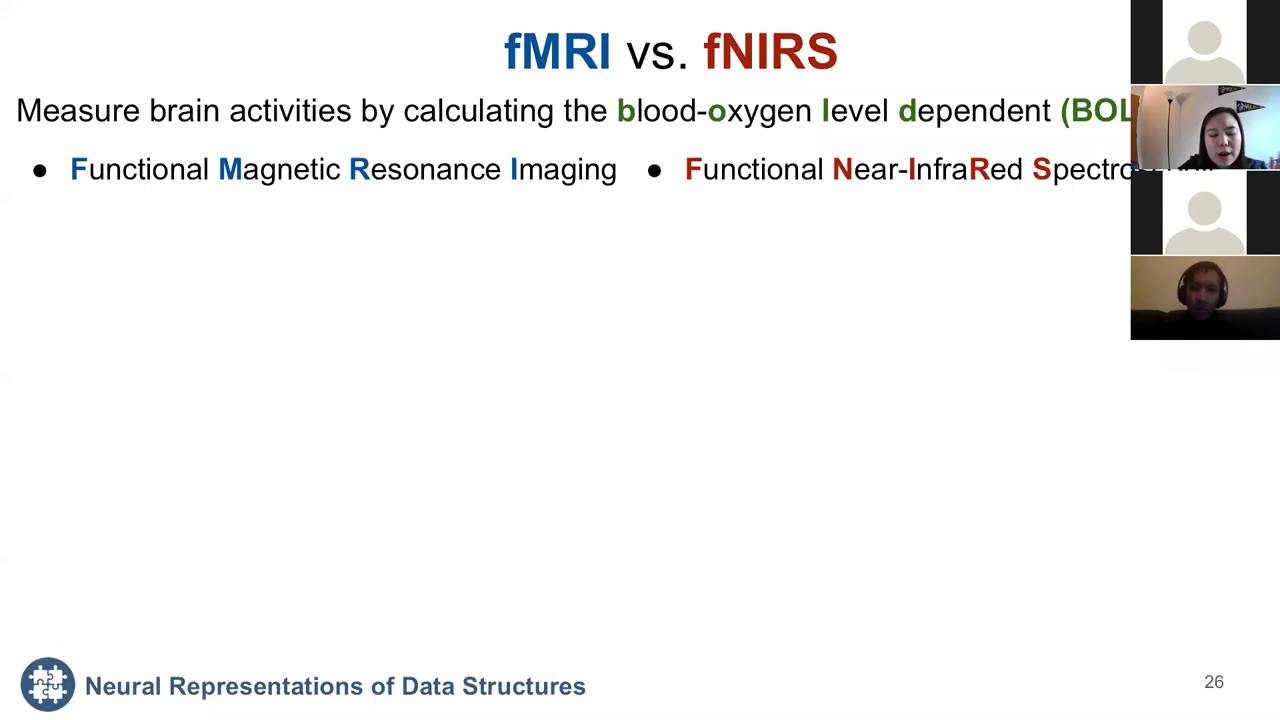 fMRI vs. fNIRS
Measure brain activities by calculating the blood-oxygen level dependent (BOL
● Functional Magnetic Resonance Imaging
● Functional Near-InfraRed
Neural Representations of Data Structures
26